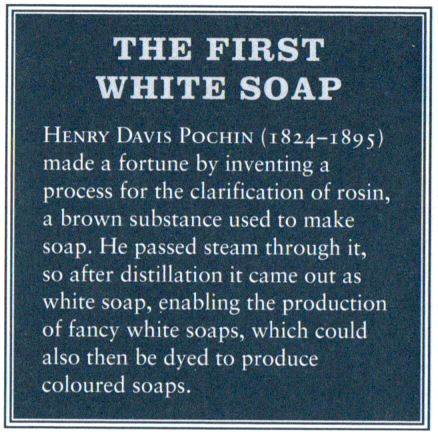 THE FIRST
WHITE SOAP
HENRY DAVIS POCHIN (1824–1895)
made a fortune by inventing a
process for the clarification of rosin,
a brown substance used to make
soap. He passed steam through it,
so after distillation it came out as
white soap, enabling the production
of fancy white soaps, which could
also then be dyed to produce
coloured soaps.